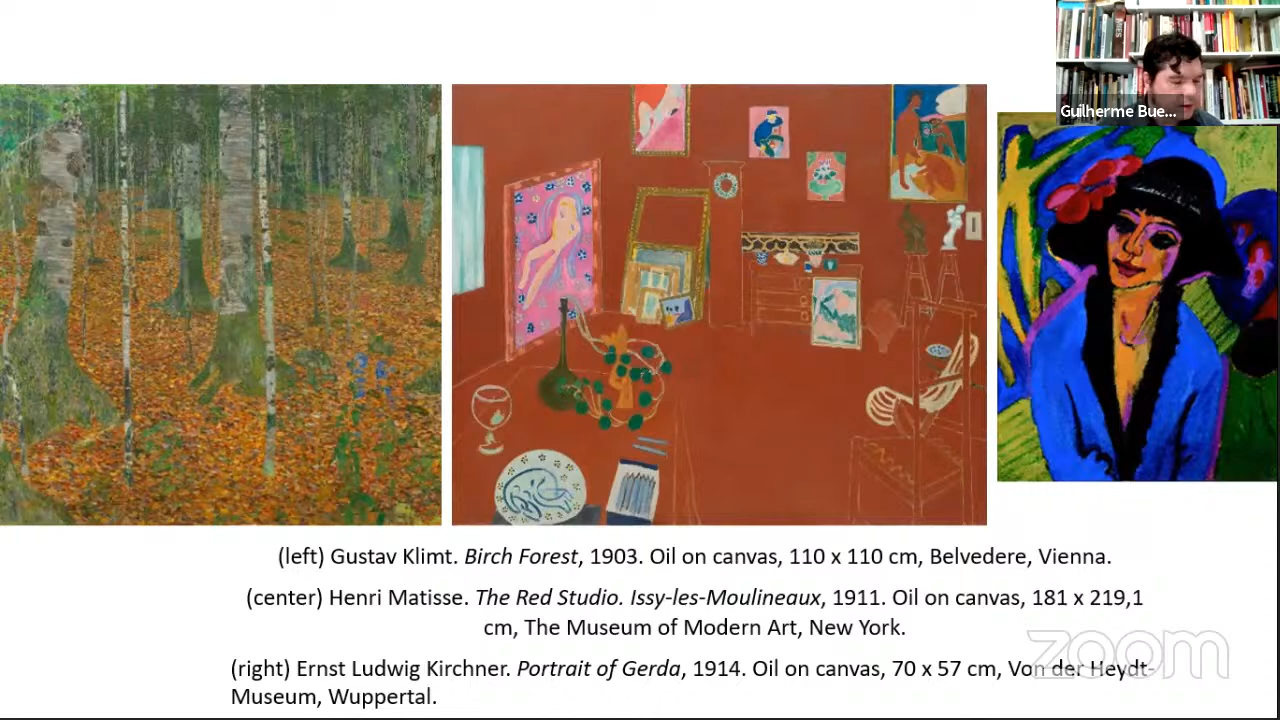 Guilherme Bue...
(left) Gustav Klimt. Birch Forest, 1903. Oil on canvas, 110 x 110 cm, Belvedere, Vienna.
(center) Henri Matisse. The Red Studio. Issy-les-Moulineaux, 1911. Oil on canvas, 181 x 219,1
cm, The Museum of Modern Art, New York.
(right) Ernst Ludwig Kirchner. Portrait of Gerda, 1914. Oil on canvas, 70 x 57 cm, Von der Heydt-
Museum, Wuppertal.
zoom